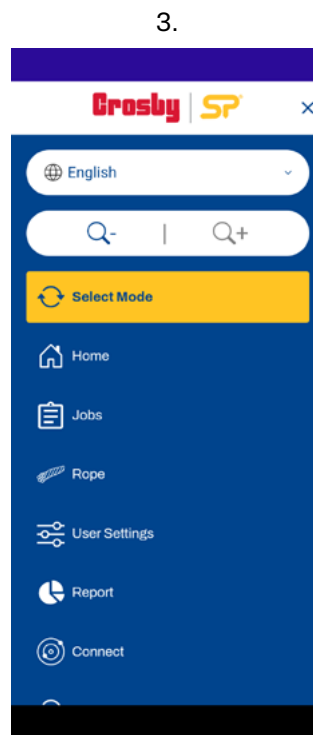 3.
Crosby | SP
English
Select Mode
Home
Jobs
Rope
User Settings
Report
Connect